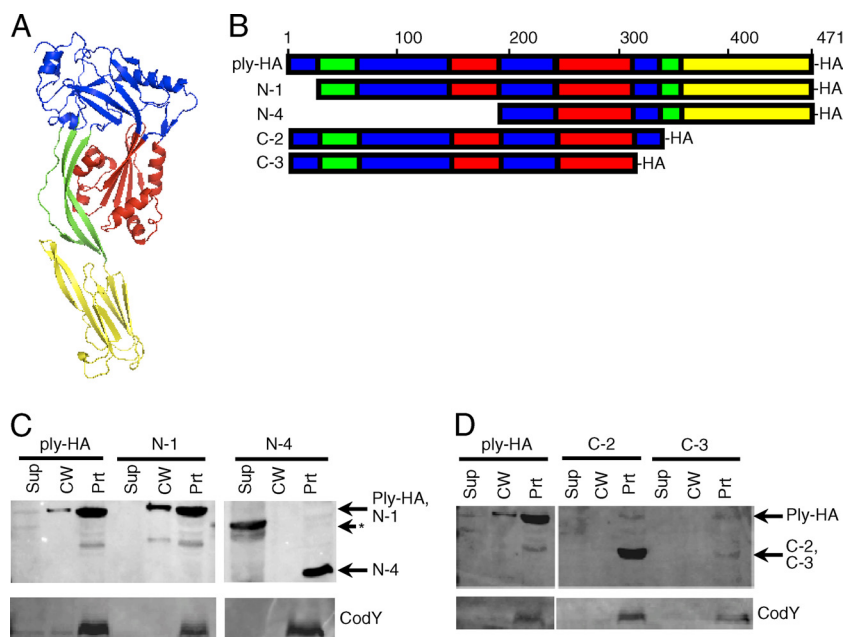 A
B
1 100 200 300 400 471
ply-HA -HA
N-1 -HA
N-4 -HA
C-2 -HA
C-3 -HA
C
ply-HA N-1 N-4
Sup CW Prt Sup CW Prt Sup CW Prt
Ply-HA,
N-1
*
N-4
CodY
D
ply-HA C-2 C-3
Sup CW Prt Sup CW Prt Sup CW Prt
Ply-HA
C-2,
C-3
CodY